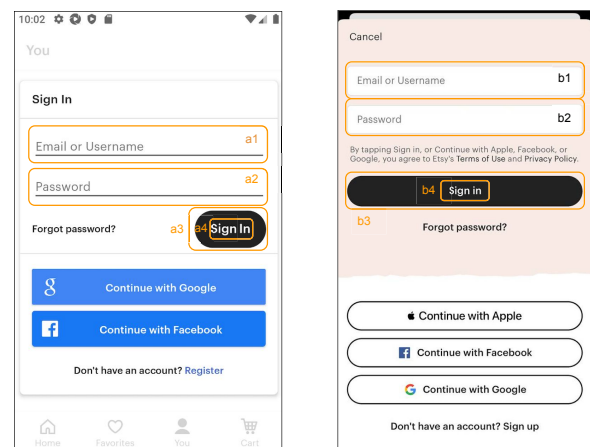 10:02
You
Sign In
Email or Username a1
Password a2
Forgot password? a3 a4 Sign In
Continue with Google
Continue with Facebook
Don't have an account? Register
Home Favorites You Cart
Cancel
Email or Username b1
Password b2
By tapping Sign in, or Continue with Apple, Facebook, or
Google, you agree to Etsy's Terms of Use and Privacy Policy.
b4 Sign in
b3
Forgot password?
Continue with Apple
Continue with Facebook
Continue with Google
Don't have an account? Sign up